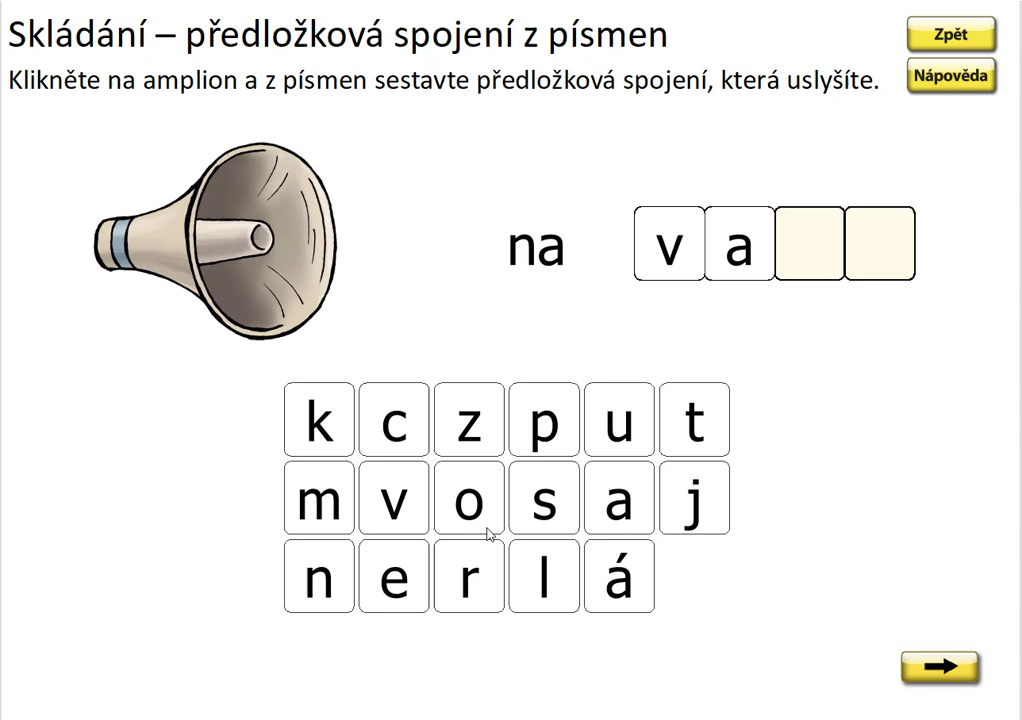 Skládání – předložková spojení z písmen
Zpět
Klikněte na amplion a z písmen sestavte předložková spojení, která uslyšíte.
Nápověda
na v a
k c z p u t
m v o s a j
n e r l á